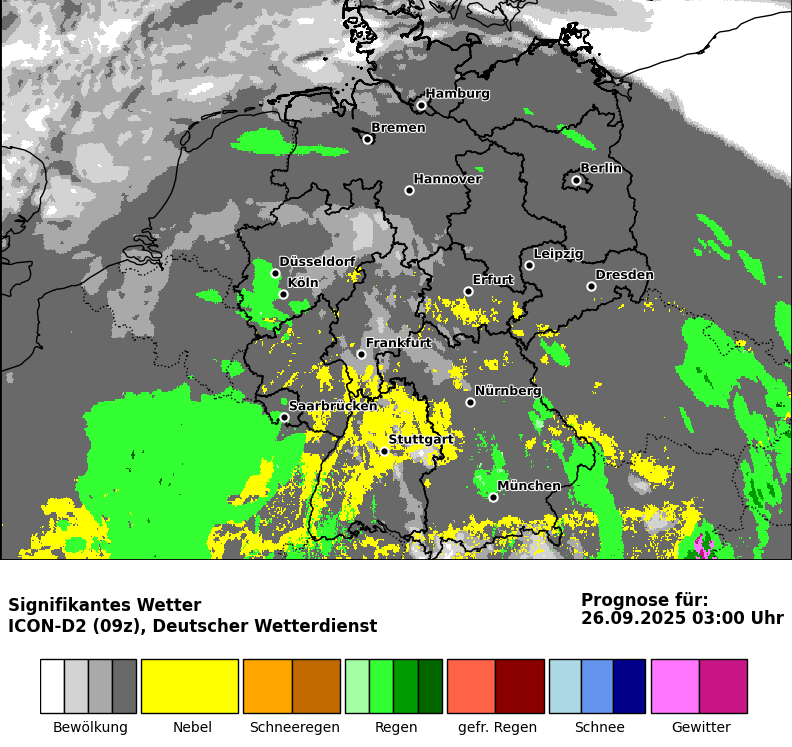 Hamburg
Bremen
Berlin
Hannover
Düsseldorf
Leipzig
Köln
Erfurt
Dresden
Frankfurt
Nürnberg
Saarbrücken
Stuttgart
München
Signifikantes Wetter
ICON-D2 (09z), Deutscher Wetterdienst
Prognose für:
26.09.2025 03:00 Uhr
Bewölkung Nebel Schneeregen Regen gefr. Regen Schnee Gewitter